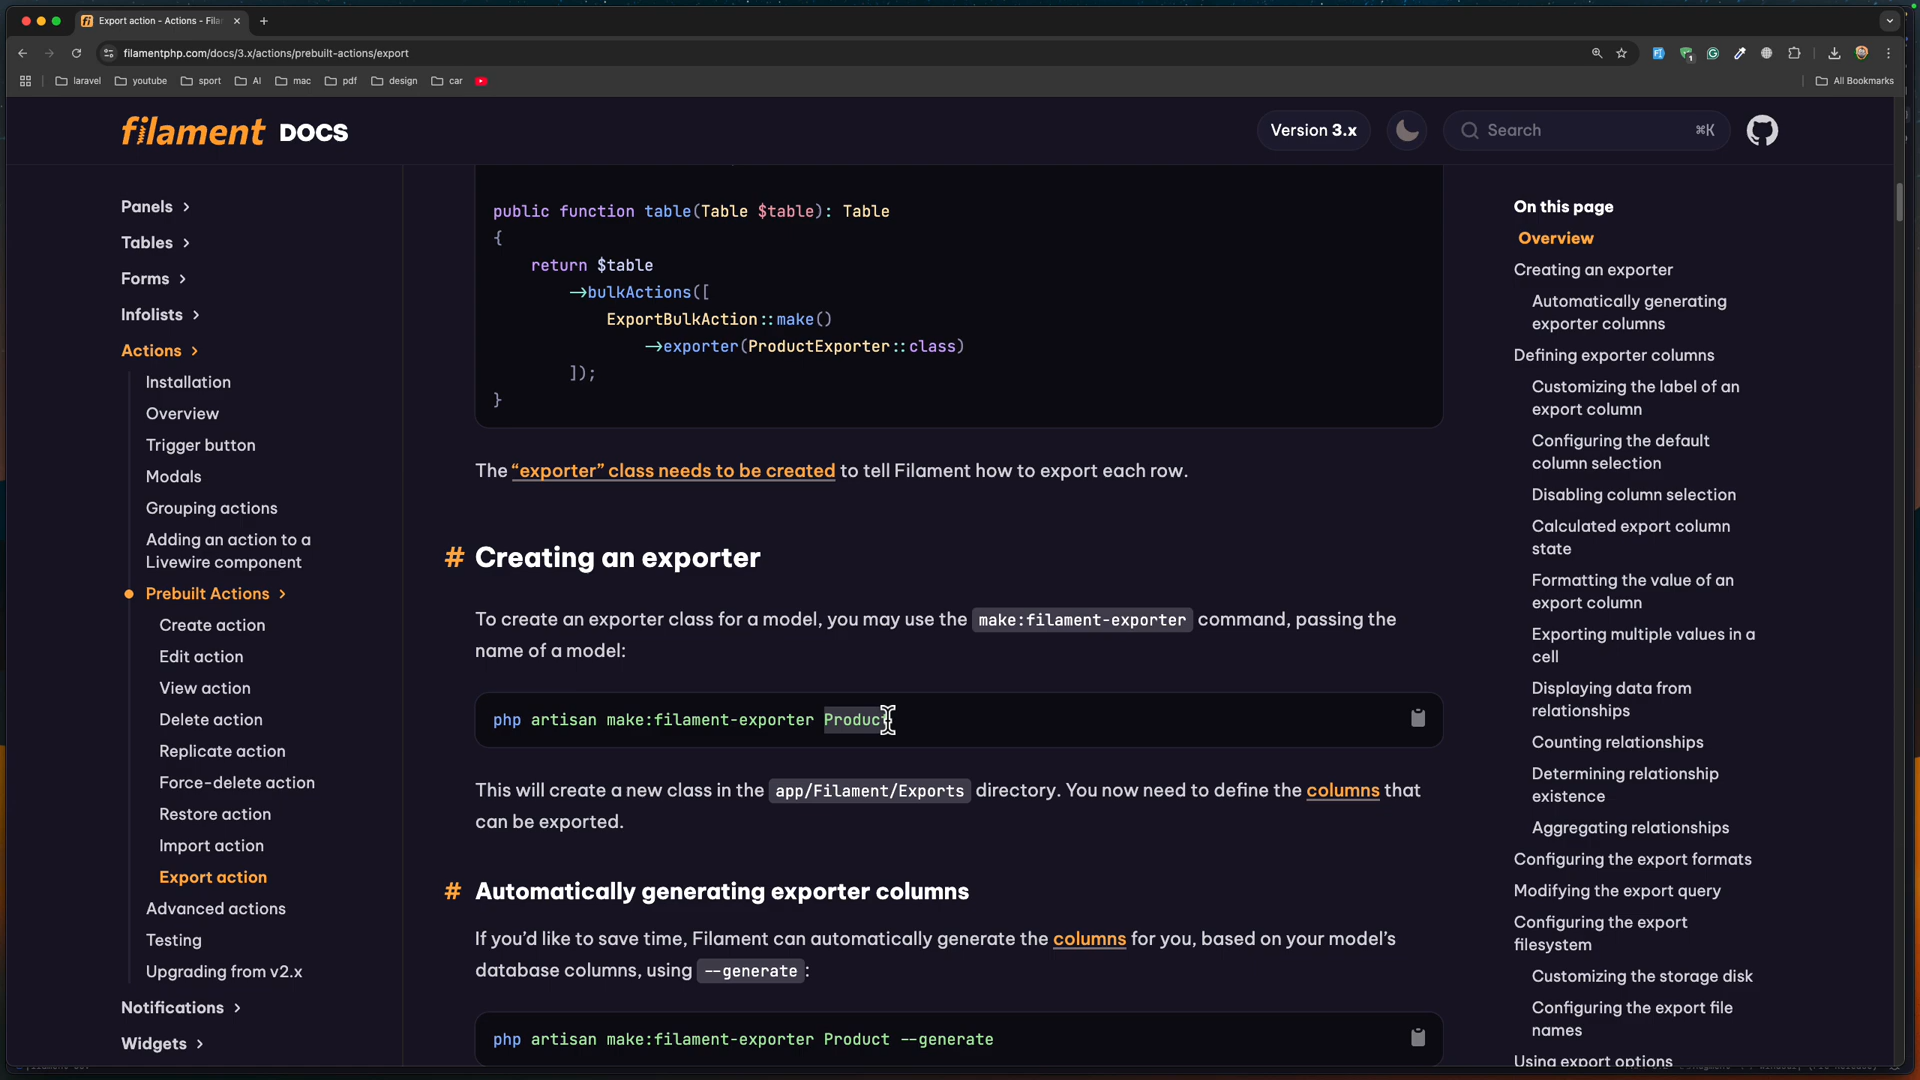 Export action - Actions - Fila
filamentphp.com/docs/3.x/actions/prebuilt-actions/export
laravel
youtube
sport
AI
mac
pdf
design
car
All Bookmarks
filament DOCS
Version 3.x
Search
⌘K
Panels
Tables
Forms
Infolists
Actions
Installation
Overview
Trigger button
Modals
Grouping actions
Adding an action to a
Livewire component
Prebuilt Actions
Create action
Edit action
View action
Delete action
Replicate action
Force-delete action
Restore action
Import action
Export action
Advanced actions
Testing
Upgrading from v2.x
Notifications
Widgets
public function table(Table $table): Table
{
return $table
->bulkActions([
ExportBulkAction::make()
->exporter(ProductExporter::class)
]);
}
The “exporter” class needs to be created to tell Filament how to export each row.
# Creating an exporter
To create an exporter class for a model, you may use the make:filament-exporter command, passing the
name of a model:
php artisan make:filament-exporter Product
This will create a new class in the app/Filament/Exports directory. You now need to define the columns that
can be exported.
# Automatically generating exporter columns
If you’d like to save time, Filament can automatically generate the columns for you, based on your model’s
database columns, using --generate:
php artisan make:filament-exporter Product --generate
On this page
Overview
Creating an exporter
Automatically generating
exporter columns
Defining exporter columns
Customizing the label of an
export column
Configuring the default
column selection
Disabling column selection
Calculated export column
state
Formatting the value of an
export column
Exporting multiple values in a
cell
Displaying data from
relationships
Counting relationships
Determining relationship
existence
Aggregating relationships
Configuring the export formats
Modifying the export query
Configuring the export
filesystem
Customizing the storage disk
Configuring the export file
names
Using export options